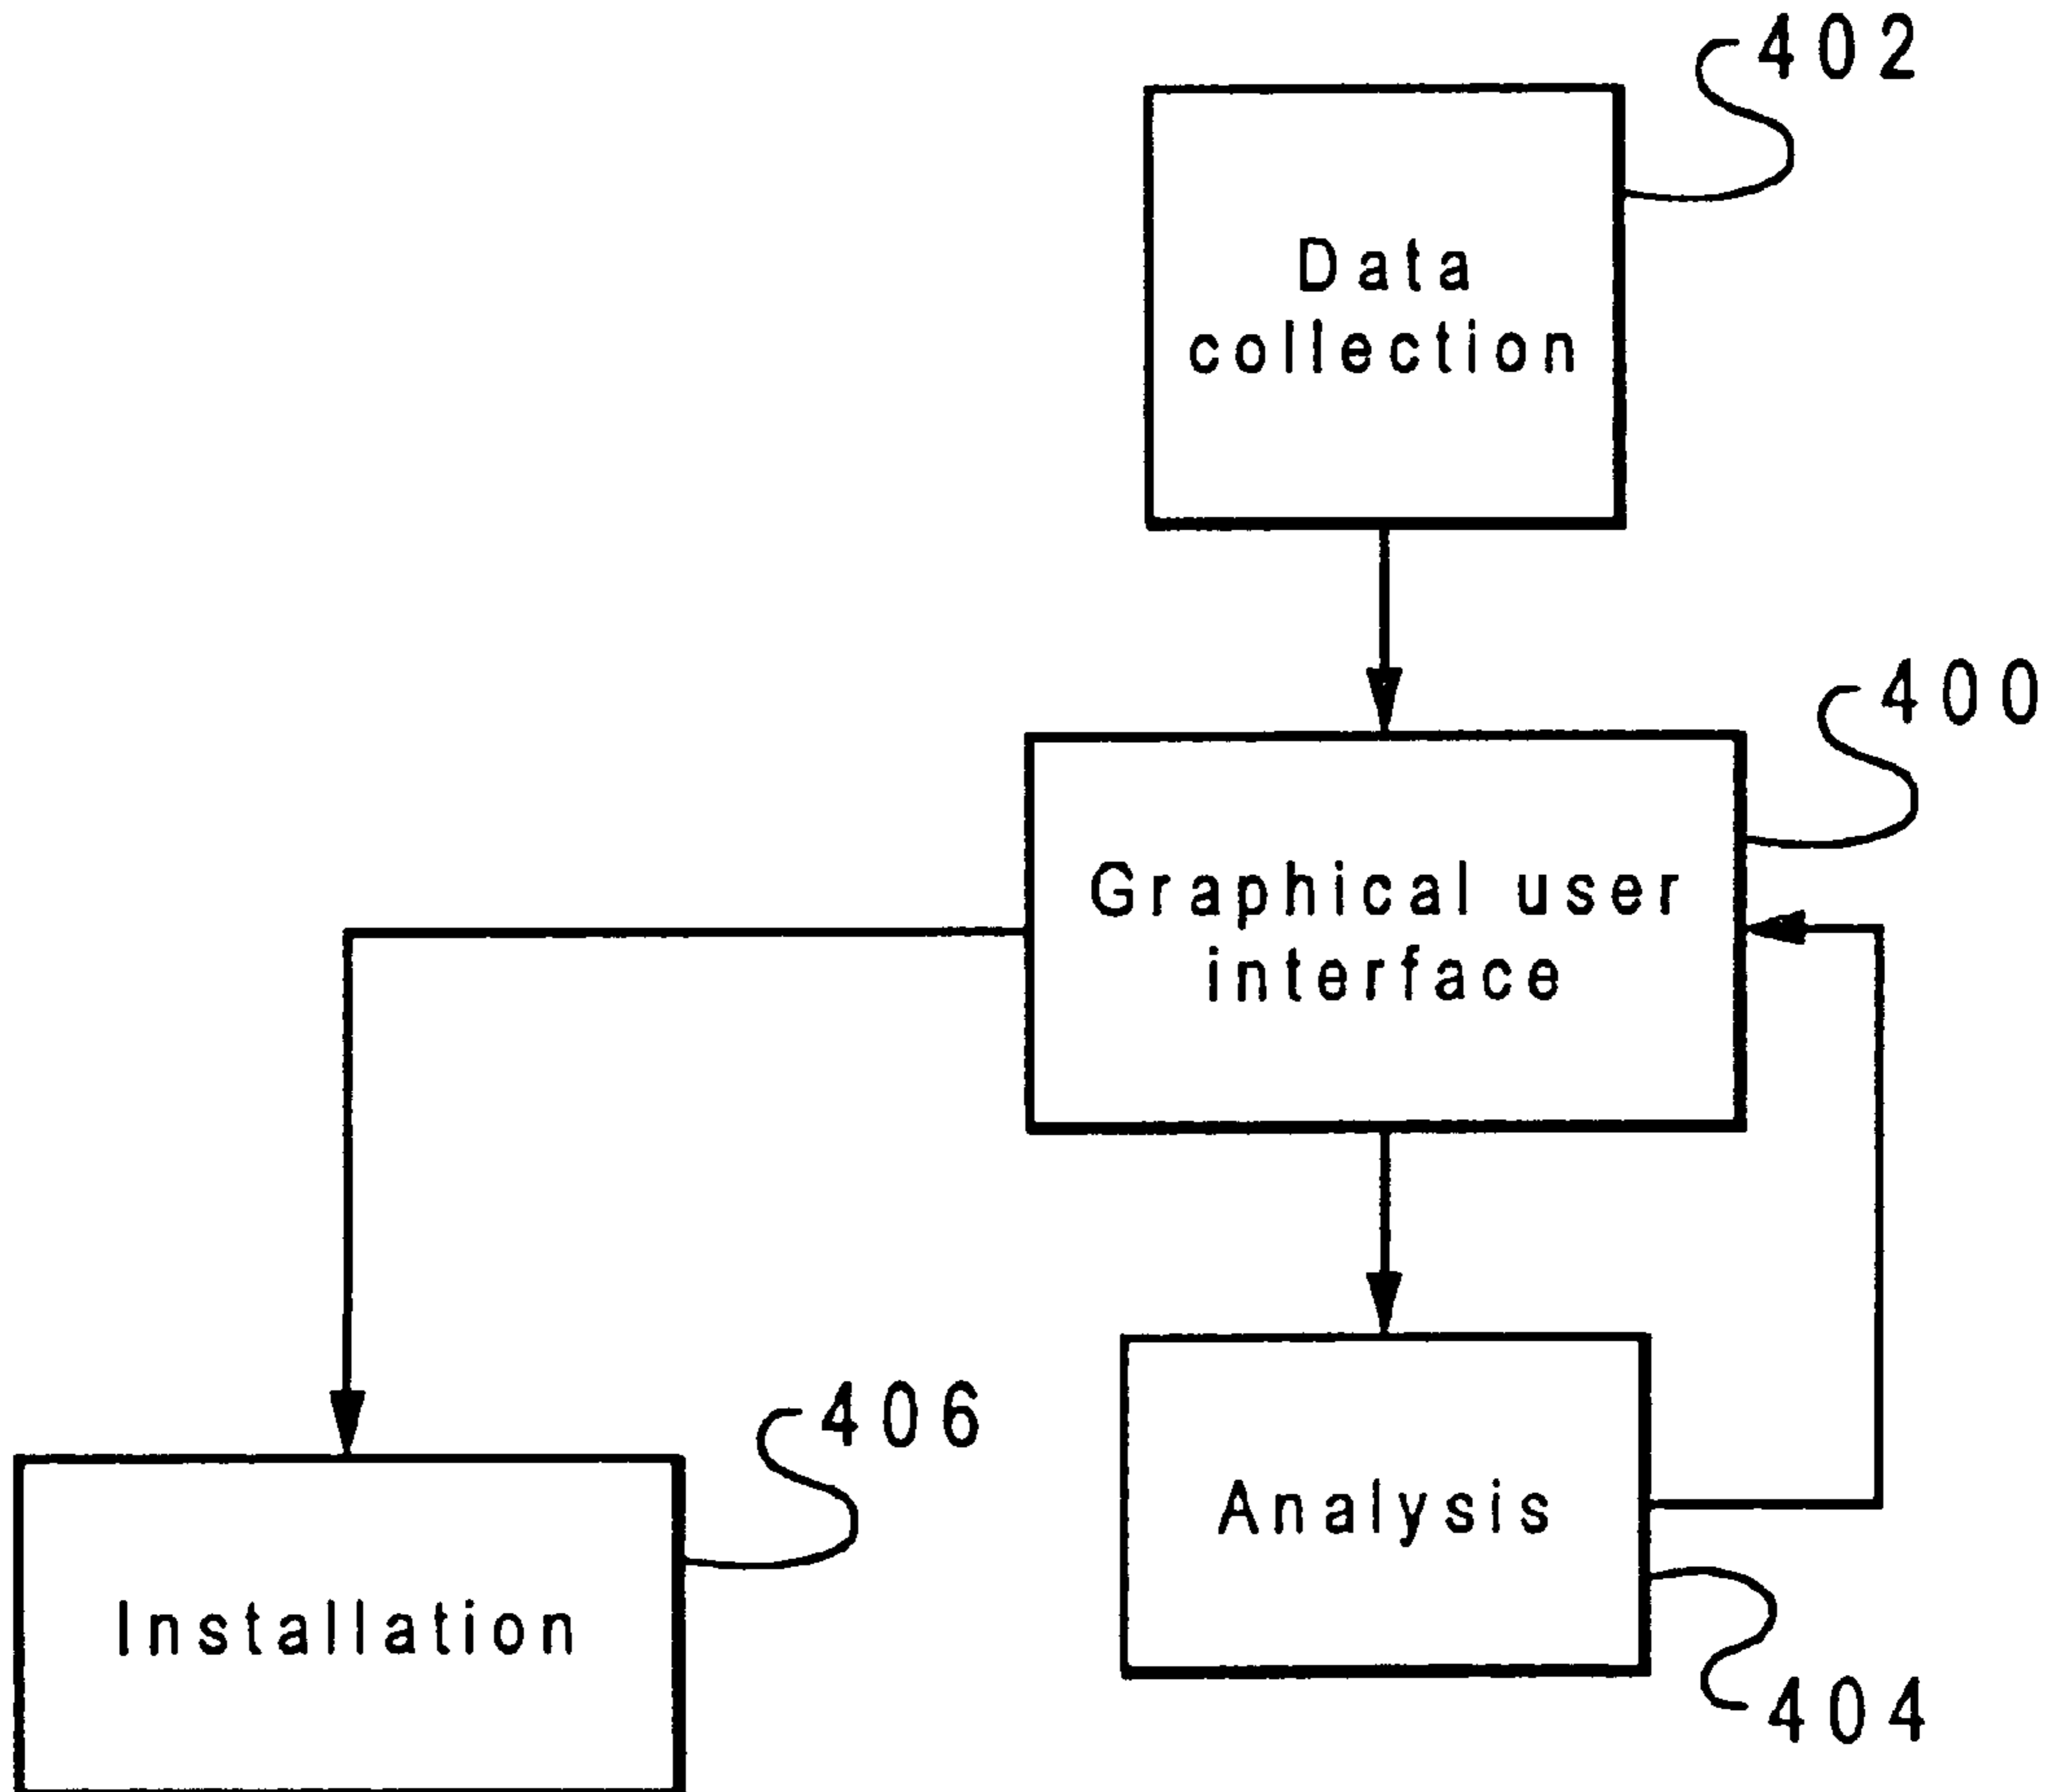 402
Data
collection
400
Graphical user
interface
406
Analysis
Installation
404